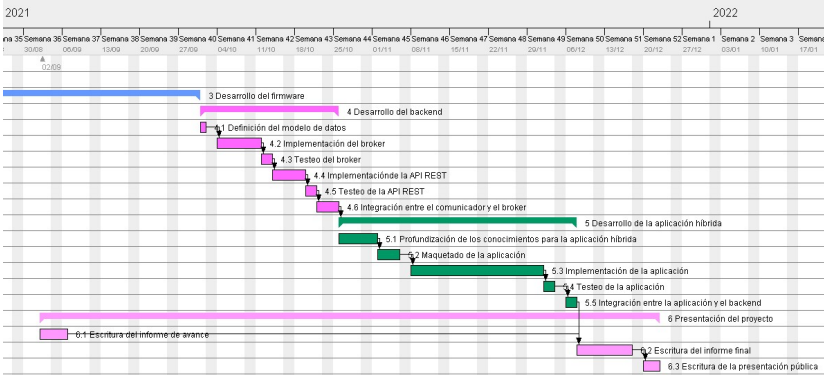 2021 2022
na 35 Semana 36 Semana 37 Semana 38 Semana 39 Semana 40 Semana 41 Semana 42 Semana 43 Semana 44 Semana 45 Semana 46 Semana 47 Semana 48 Semana 49 Semana 50 Semana 51 Semana 52 Semana 1 Semana 2 Semana 3 Semana
30/08 06/09 13/09 20/09 27/09 04/10 11/10 18/10 25/10 01/11 08/11 15/11 22/11 29/11 06/12 13/12 20/12 27/12 03/01 10/01 17/01
02/09
3 Desarrollo del firmware
4 Desarrollo del backend
4.1 Definición del modelo de datos
4.2 Implementación del broker
4.3 Testeo del broker
4.4 Implementaciónde la API REST
4.5 Testeo de la API REST
4.6 Integración entre el comunicador y el broker
5 Desarrollo de la aplicación híbrida
5.1 Profundización de los conocimientos para la aplicación híbrida
5.2 Maquetado de la aplicación
5.3 Implementación de la aplicación
5.4 Testeo de la aplicación
5.5 Integración entre la aplicación y el backend
6 Presentación del proyecto
6.1 Escritura del informe de avance
6.2 Escritura del informe final
6.3 Escritura de la presentación pública